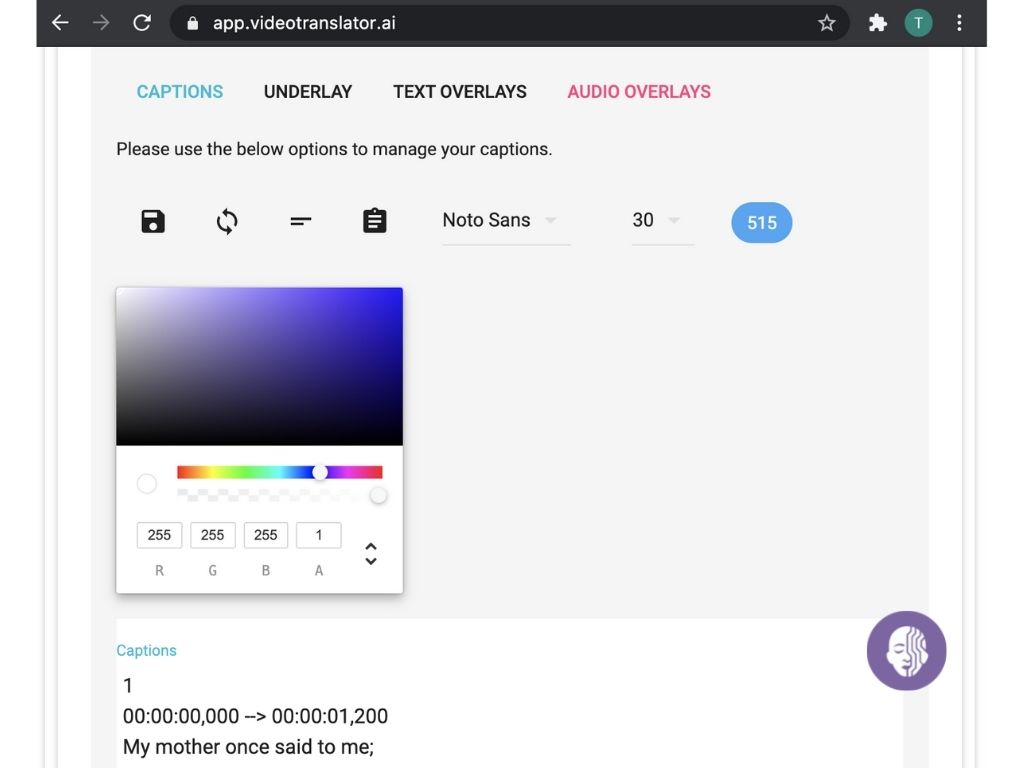 app.videotranslator.ai
T
CAPTIONS UNDERLAY TEXT OVERLAYS AUDIO OVERLAYS
Please use the below options to manage your captions.
Noto Sans 30 515
255 255 255 1
R G B A
Captions
1
00:00:00,000 --> 00:00:01,200
My mother once said to me;